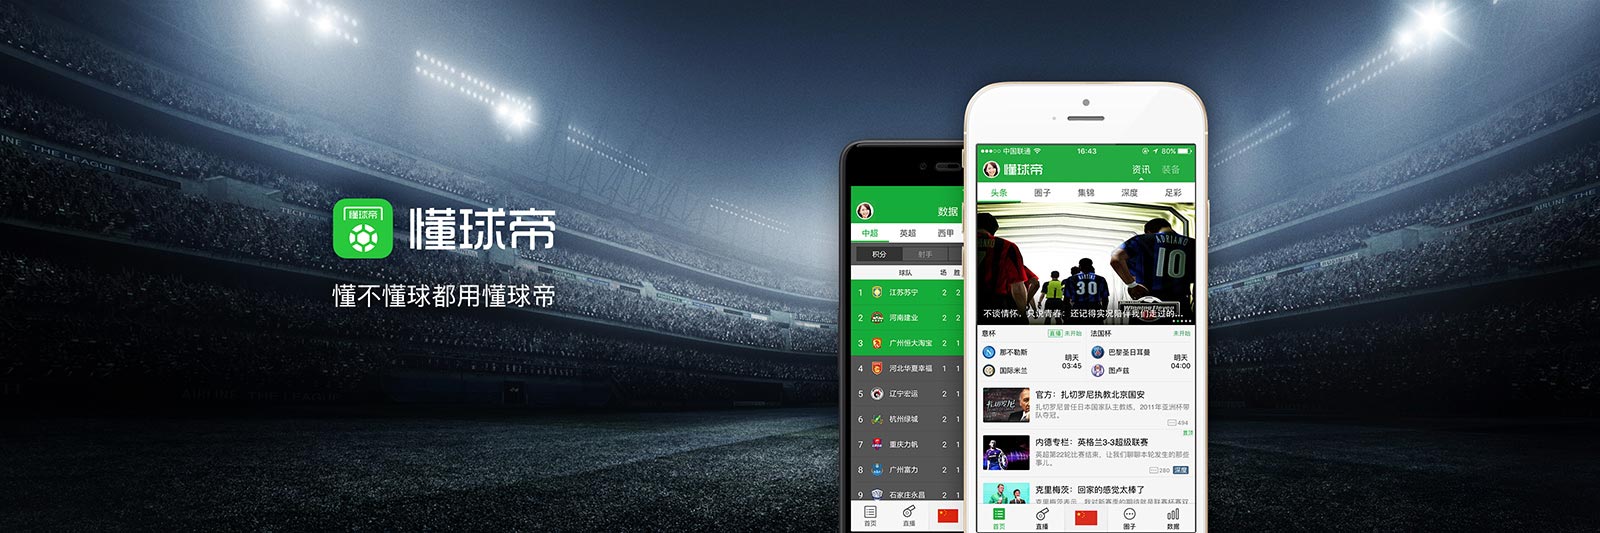 AIRLINE THE LEAGUE
懂球帝
懂球帝
懂不懂球都用懂球帝
AIRLINE THE LEAGUE
数据
中超 英超 西甲
积分 射手
球队 场 胜
1 江苏苏宁 2 2
2 河南建业 2 2
3 广州恒大淘宝 2 1
4 河北华夏幸福 1 1
5 辽宁宏运 2 1
6 杭州绿城 2 1
7 重庆力帆 2 1
8 广州富力 2 1
9 石家庄永昌 2 1
首页 直播
中国联通 16:43 80%
懂球帝 资讯 装备
头条 圈子 集锦 深度 足彩
ADRIANO
10
30
不谈情怀，只说青春：还记得实况陪伴我们走过的...
意杯 直播 未开始 法国杯 未开始
那不勒斯 明天 巴黎圣日耳曼 明天
国际米兰 03:45 图卢兹 04:00
官方：扎切罗尼执教北京国安
扎切罗尼曾任日本国家队主教练，2011年亚洲杯带
队夺冠。
494
首顶
内德专栏：英格兰3-3超级联赛
英超第22轮比赛结束，让我们聊聊本轮发生的那些
事儿。
280 深度
克里梅茨：回家的感觉太棒了
首页 直播 圈子 数据